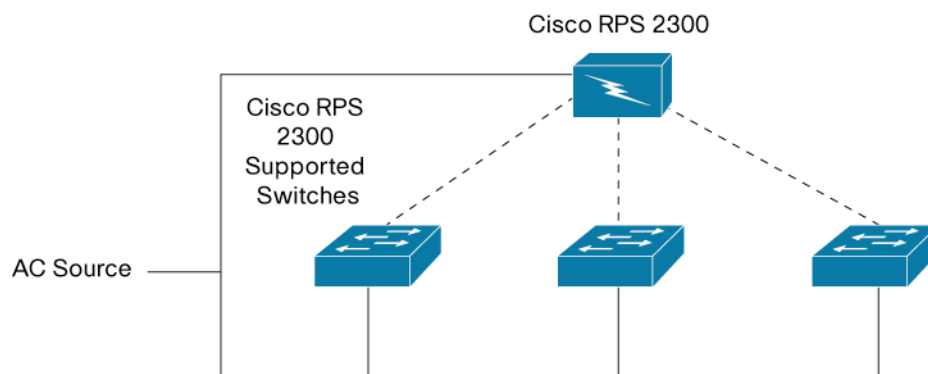 Cisco RPS 2300
Cisco RPS
2300
Supported
Switches
AC Source